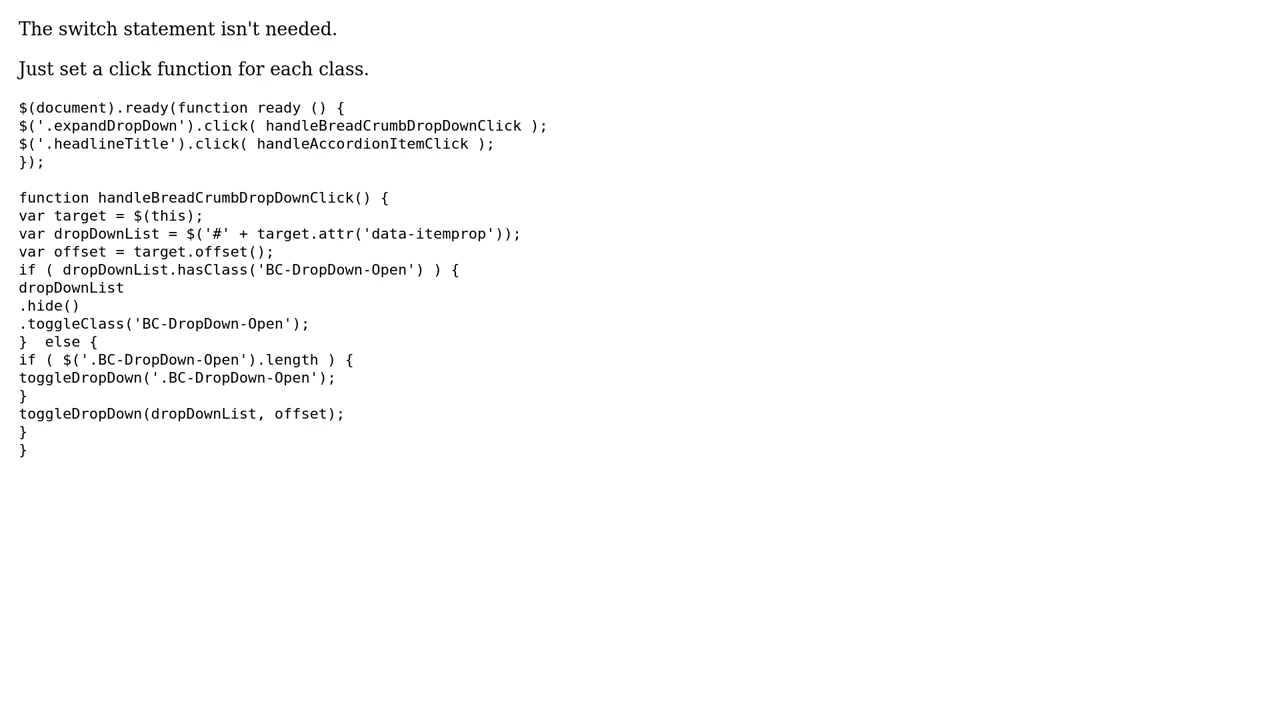 The switch statement isn't needed.
Just set a click function for each class.
$(document).ready(function ready () {
$('.expandDropDown').click( handleBreadCrumbDropDownClick );
$('.headlineTitle').click( handleAccordionItemClick );
});
function handleBreadCrumbDropDownClick() {
var target = $(this);
var dropDownList = $('#' + target.attr('data-itemprop'));
var offset = target.offset();
if ( dropDownList.hasClass('BC-DropDown-Open') ) {
dropDownList
.hide()
.toggleClass('BC-DropDown-Open');
}  else {
if ( $('.BC-DropDown-Open').length ) {
toggleDropDown('.BC-DropDown-Open');
}
toggleDropDown(dropDownList, offset);
}
}